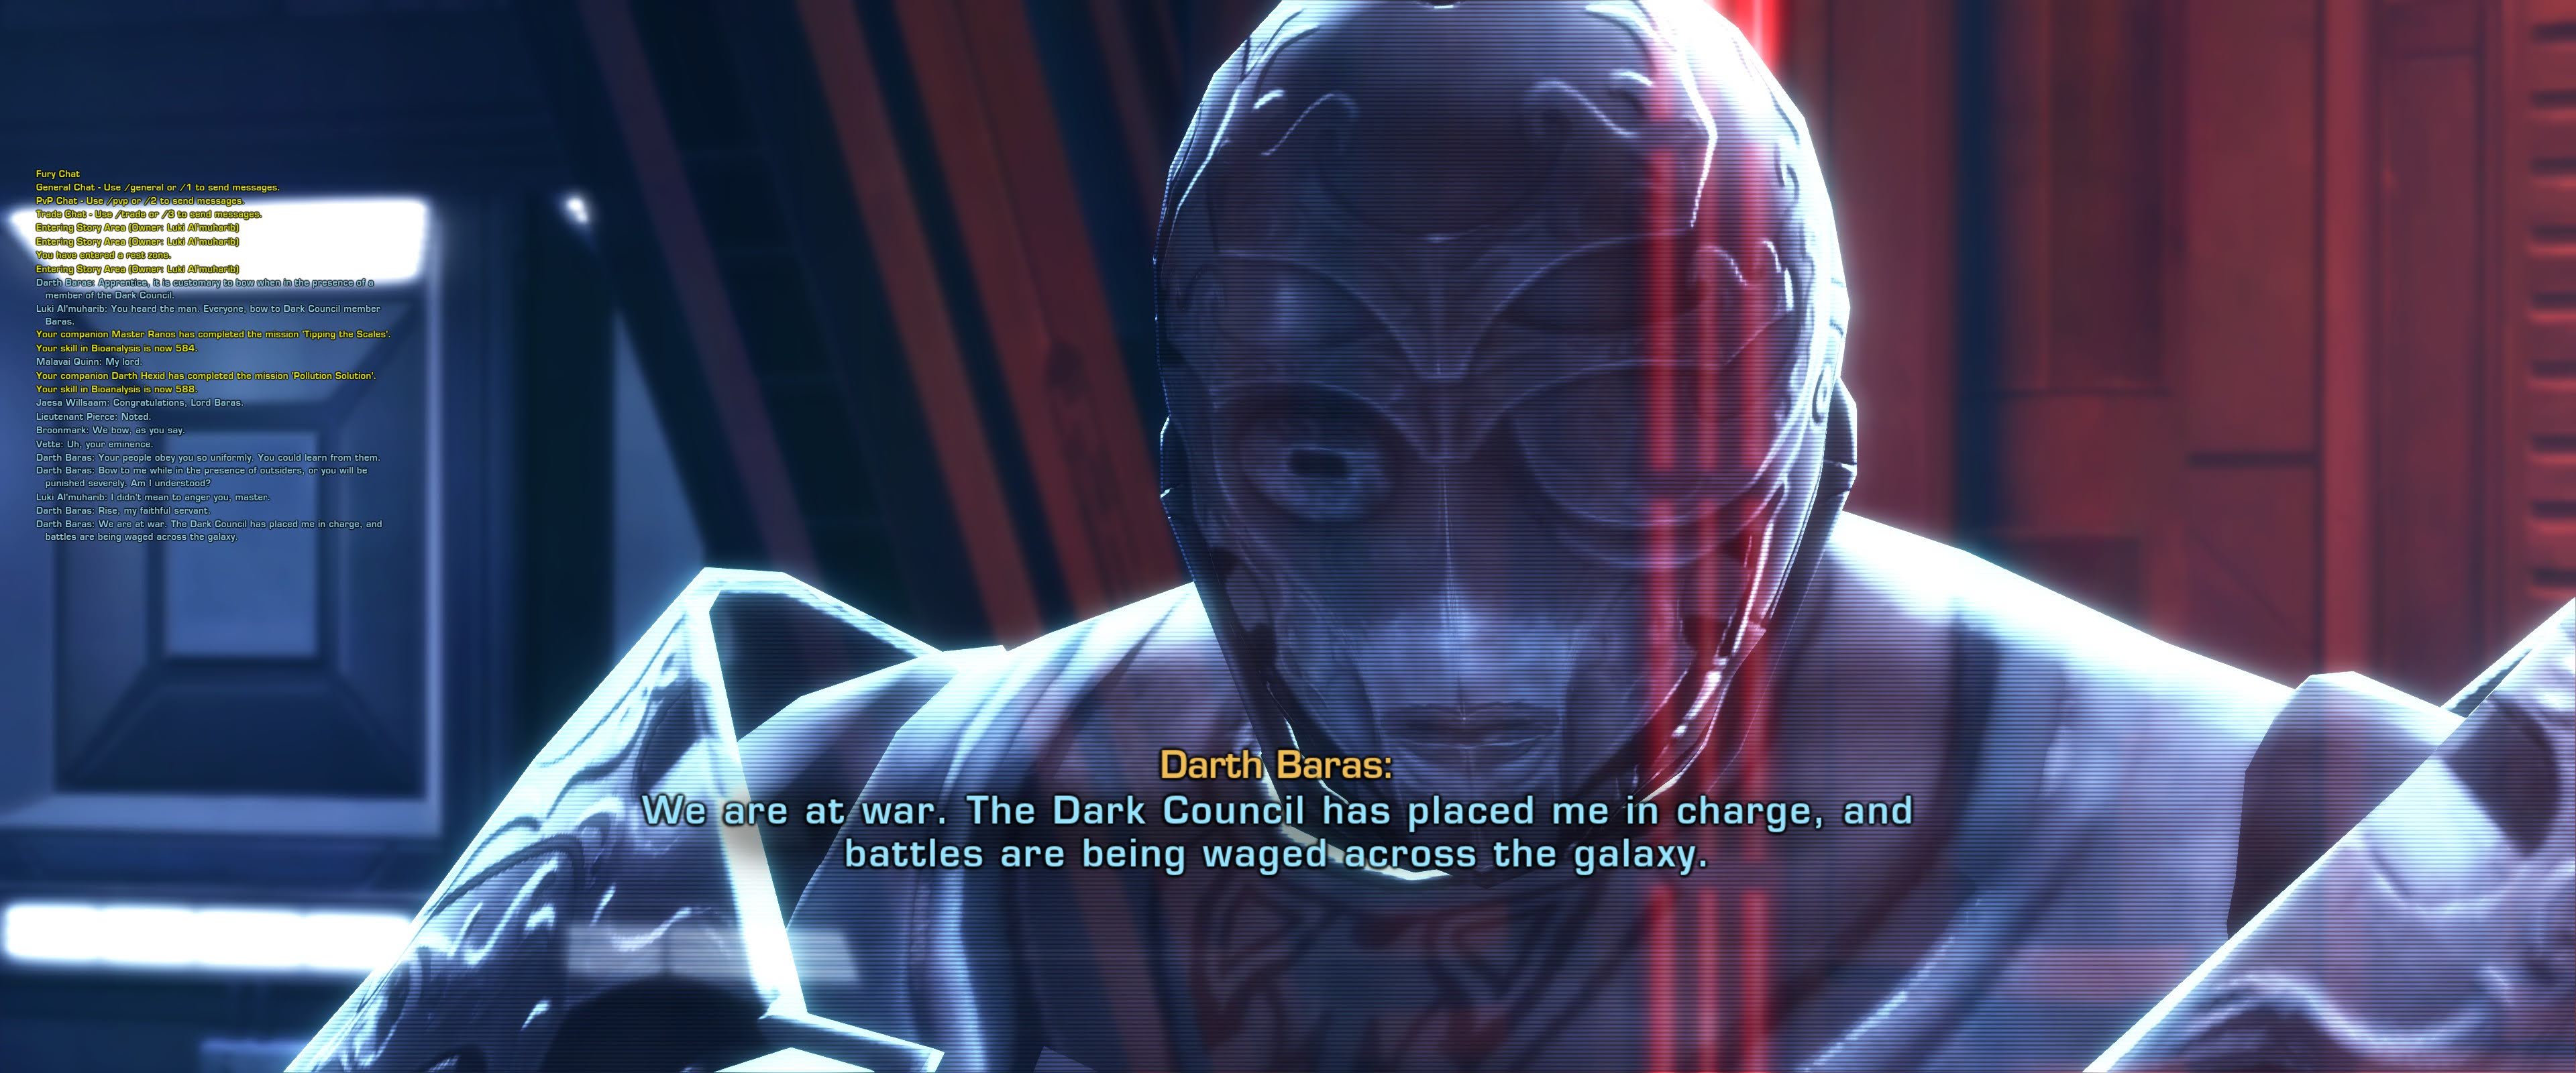 Fury Chat
General Chat - Use /general or /1 to send messages.
PvP Chat - Use /pvp or /2 to send messages.
Trade Chat - Use /trade or /3 to send messages.
Entering Story Area (Owner: Luki Al'muharib)
Entering Story Area (Owner: Luki Al'muharib)
You have entered a rest zone.
Entering Story Area (Owner: Luki Al'muharib)
Darth Baras: Apprentice, it is customary to bow when in the presence of a
member of the Dark Council.
Luki Al'muharib: You heard the man. Everyone, bow to Dark Council member
Baras.
Your companion Master Ranos has completed the mission 'Tipping the Scales'.
Your skill in Bioanalysis is now 584.
Malavai Quinn: My lord.
Your companion Darth Hexid has completed the mission 'Pollution Solution'.
Your skill in Bioanalysis is now 588.
Jaesa Willsaam: Congratulations, Lord Baras.
Lieutenant Pierce: Noted.
Broonmark: We bow, as you say.
Vette: Uh, your eminence.
Darth Baras: Your people obey you so uniformly. You could learn from them.
Darth Baras: Bow to me while in the presence of outsiders, or you will be
punished severely. Am I understood?
Luki Al'muharib: I didn't mean to anger you, master.
Darth Baras: Rise, my faithful servant.
Darth Baras: We are at war. The Dark Council has placed me in charge, and
battles are being waged across the galaxy.
Darth Baras:
We are at war. The Dark Council has placed me in charge, and
battles are being waged across the galaxy.